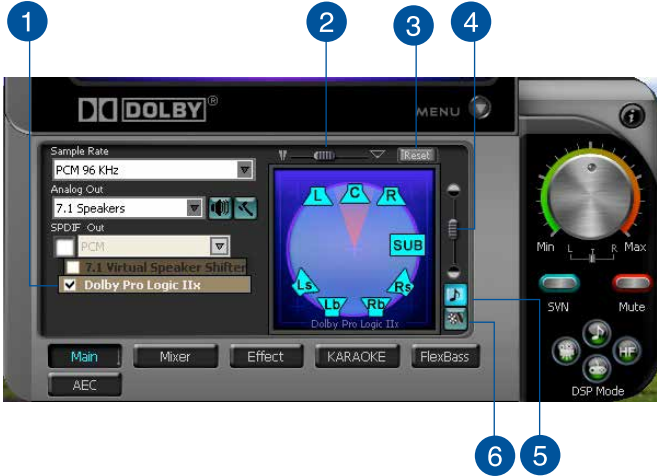 1 2 3 4
DOLBY®
MENU
i
Sample Rate
PCM 96 KHz
Reset
Analog Out
7.1 Speakers
SPDIF Out
PCM
7.1 Virtual Speaker Shifter
Dolby Pro Logic IIx
L C R
SUB
Ls Rs
Lb Rb
Dolby Pro Logic IIx
Min L T R Max
SVN Mute
HF
DSP Mode
Main Mixer Effect KARAOKE FlexBass
AEC
6 5